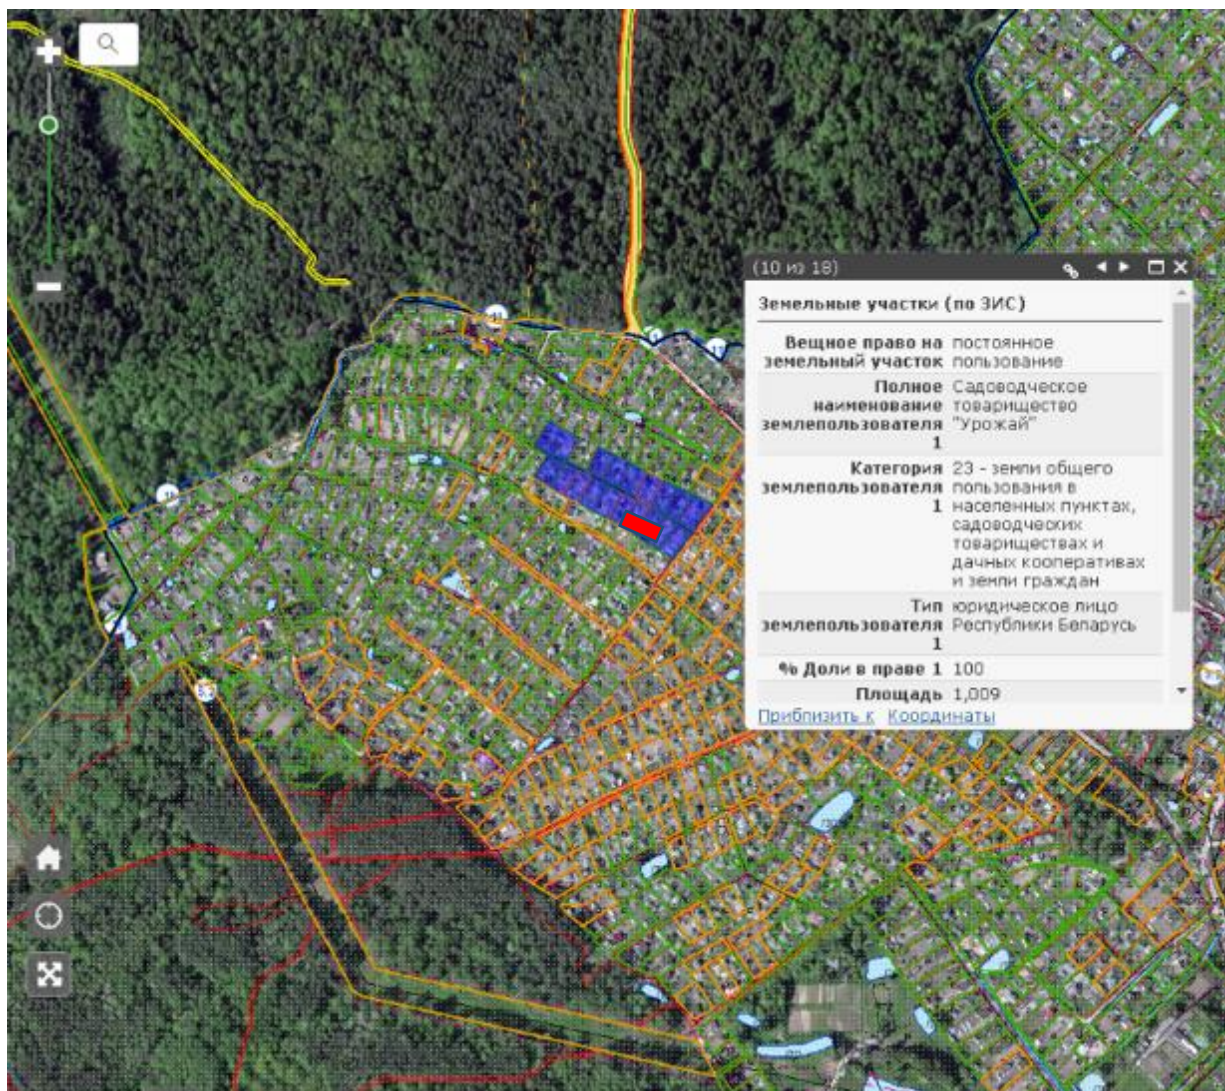 (10 из 18)
Земельные участки (по ЗИС)
Вещное право на земельный участок постоянное пользование
Полное наименование землепользователя 1 Садоводческое товарищество "Урожай"
Категория землепользователя 1 23 - земли общего пользования в населенных пунктах, садоводческих товариществах и дачных кооперативах и земли граждан
Тип землепользователя 1 юридическое лицо Республики Беларусь
% Доли в праве 1 100
Площадь 1,009
Приблизить к Координаты